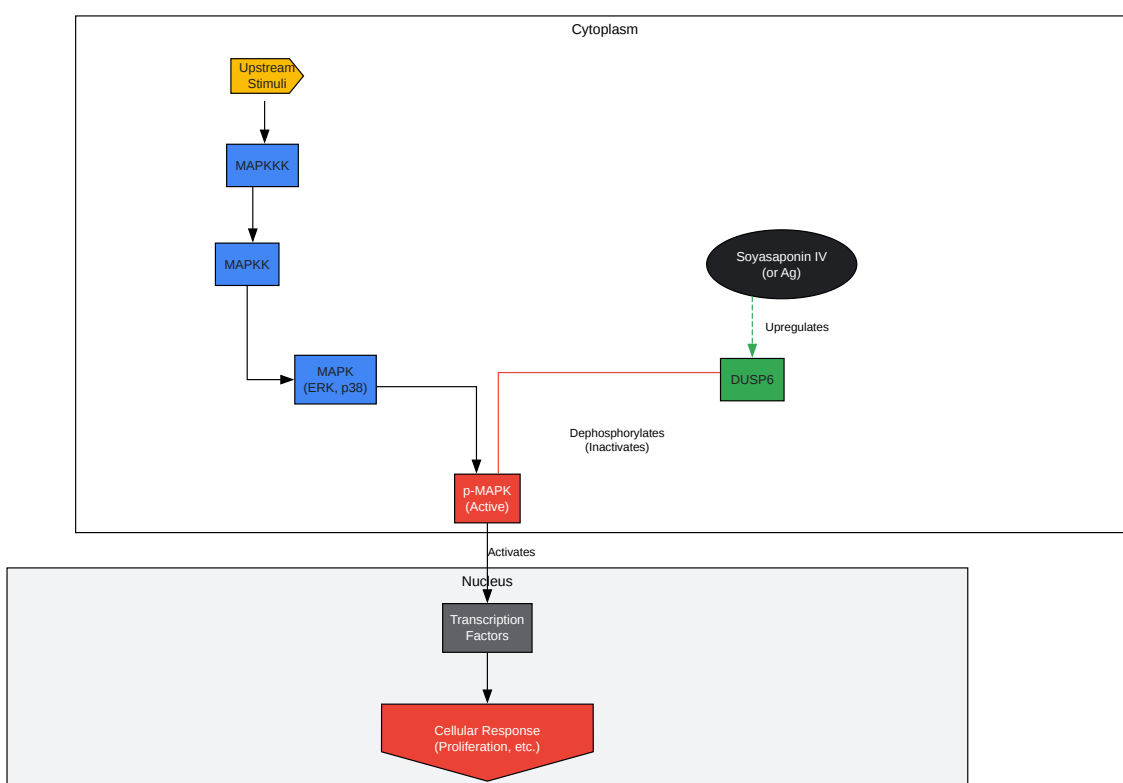 Cytoplasm
Upstream
Stimuli
MAPKKK
MAPKK
Soyasaponin IV
(or Ag)
Upregulates
MAPK
(ERK, p38)
DUSP6
Dephosphorylates
(Inactivates)
p-MAPK
(Active)
Activates
Nucleus
Transcription
Factors
Cellular Response
(Proliferation, etc.)